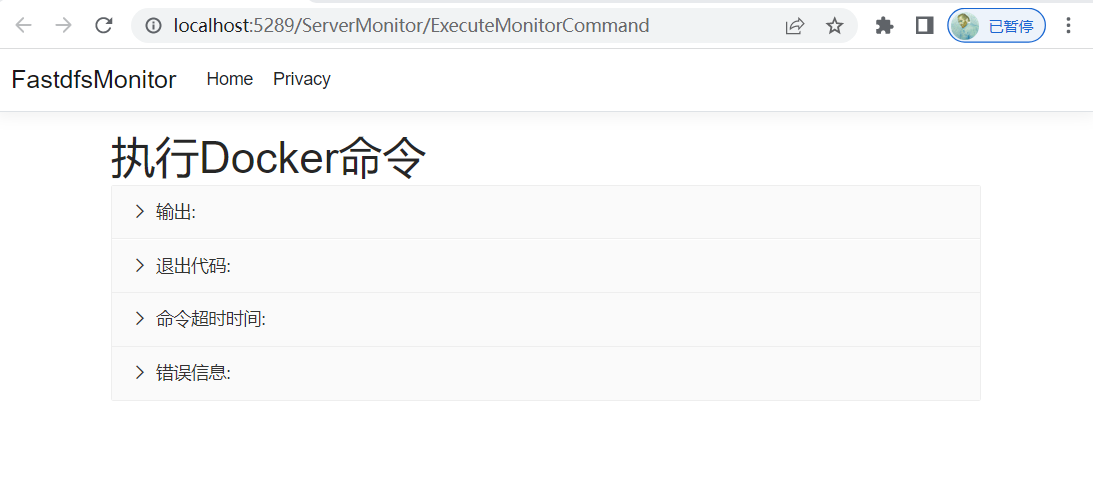 localhost:5289/ServerMonitor/ExecuteMonitorCommand 已暂停
FastdfsMonitor Home Privacy
执行Docker命令
输出:
退出代码:
命令超时时间:
错误信息: